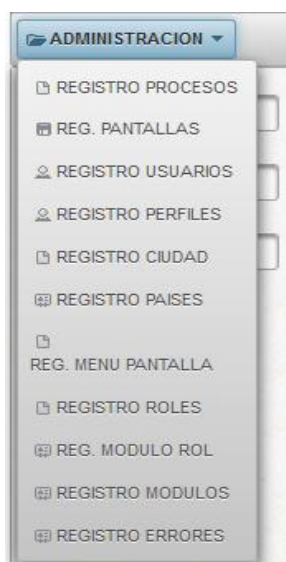 ADMINISTRACION
REGISTRO PROCESOS
REG. PANTALLAS
REGISTRO USUARIOS
REGISTRO PERFILES
REGISTRO CIUDAD
REGISTRO PAISES
REG. MENU PANTALLA
REGISTRO ROLES
REG. MODULO ROL
REGISTRO MODULOS
REGISTRO ERRORES